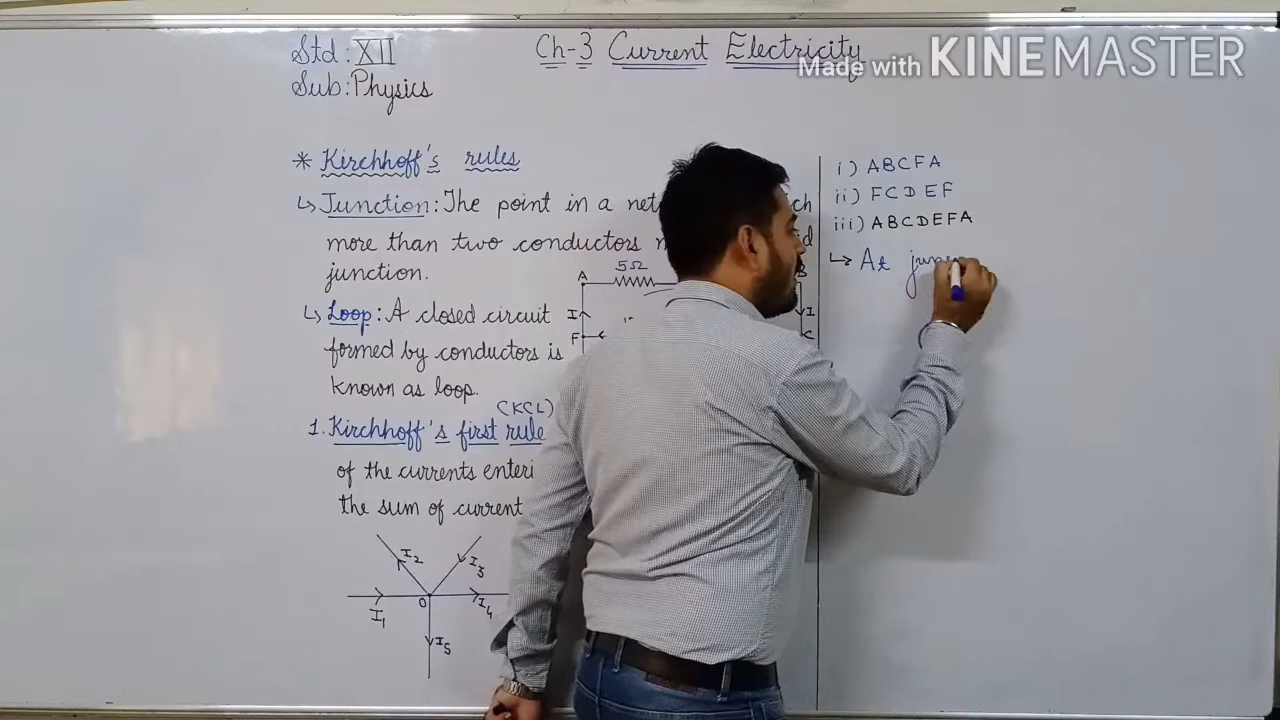 Std : XII
Sub : Physics
Ch-3 Current Electricity
Made with KINEMASTER
* Kirchhoff's rules
↳ Junction : The point in a
more than two conductors
junction.
↳ Loop : A closed circuit
formed by conductors is
known as loop.
(KCL)
1. Kirchhoff's first rule
of the currents
the sum of current
I₂
I₃
I₁
O
I₄
I₅
A
5Ω
B
I
I
F
C
i) ABCFA
ii) FCDEF
iii) ABCDEFA
↳ At